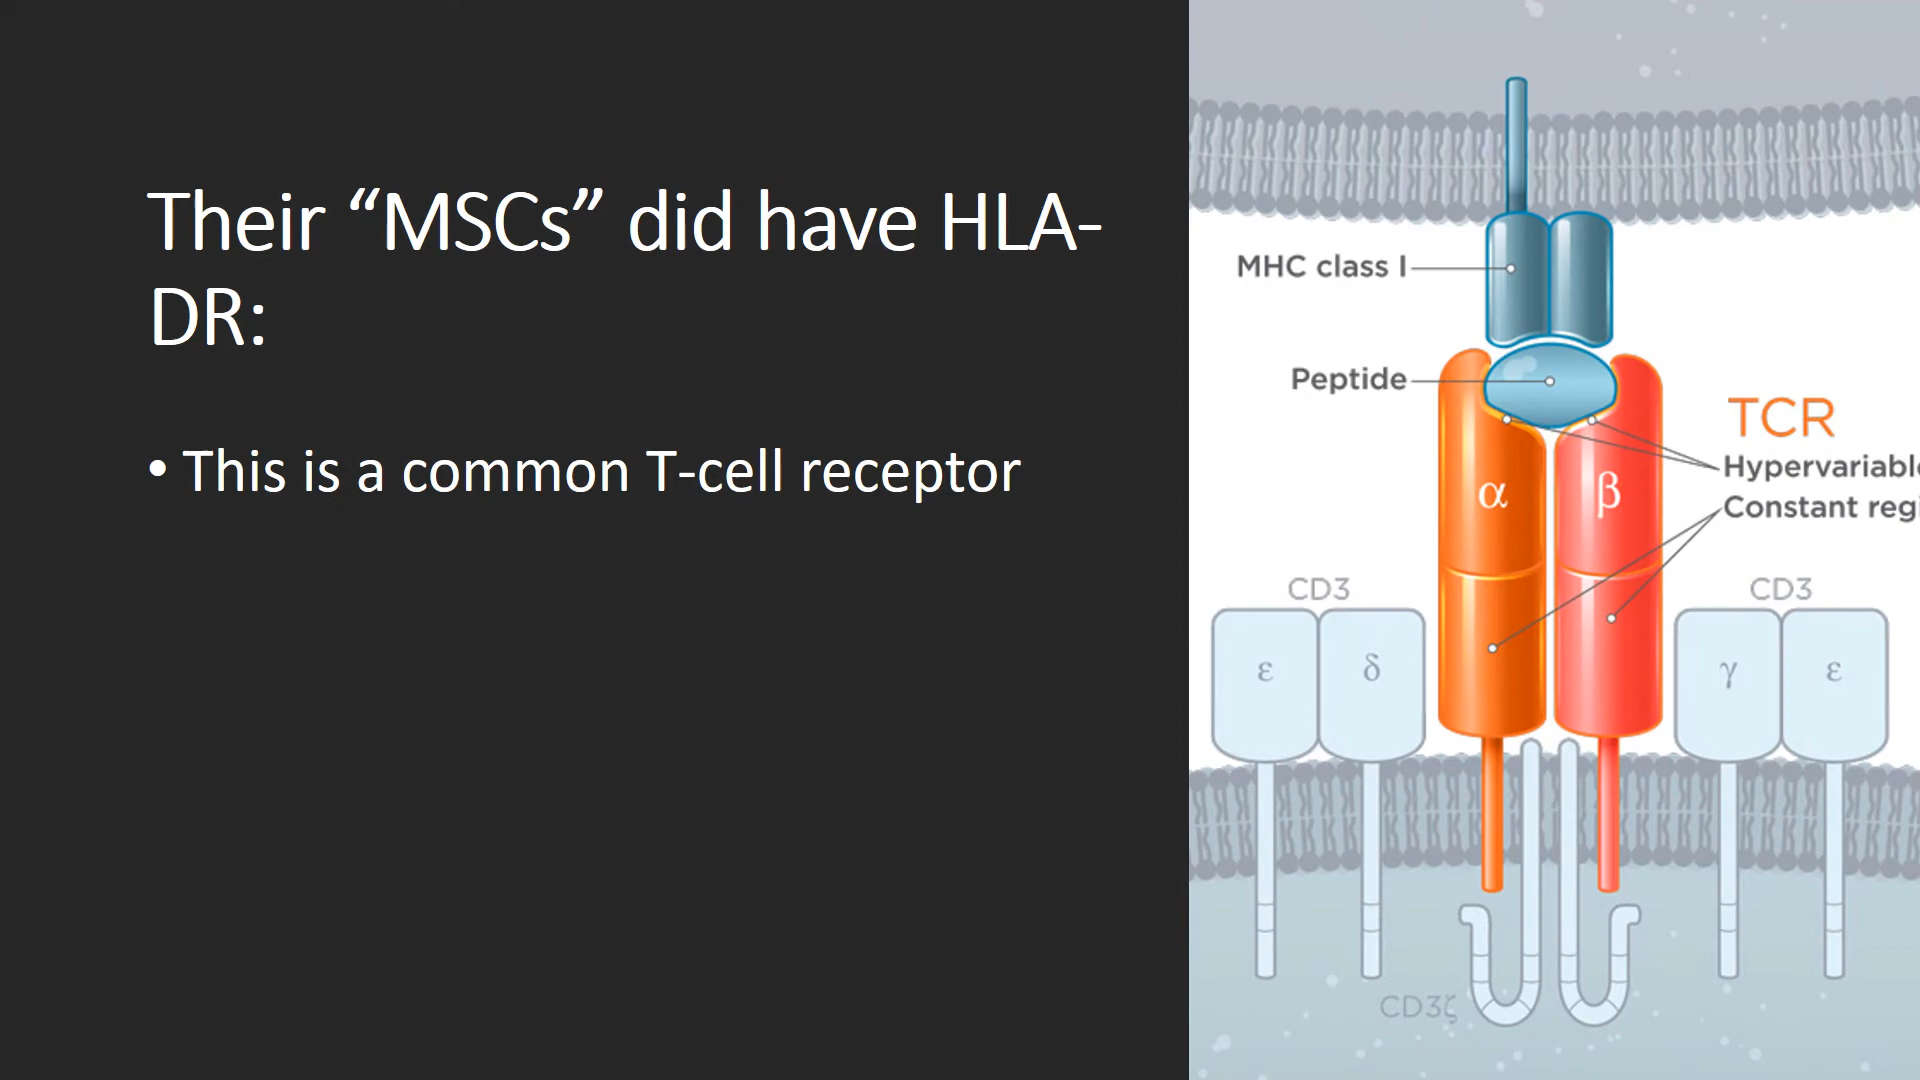 Their “MSCs” did have HLA-
DR:
• This is a common T-cell receptor
MHC class I
Peptide
TCR
Hypervariable
Constant regi
α
β
CD3
CD3
ε
δ
γ
ε
CD3ζ